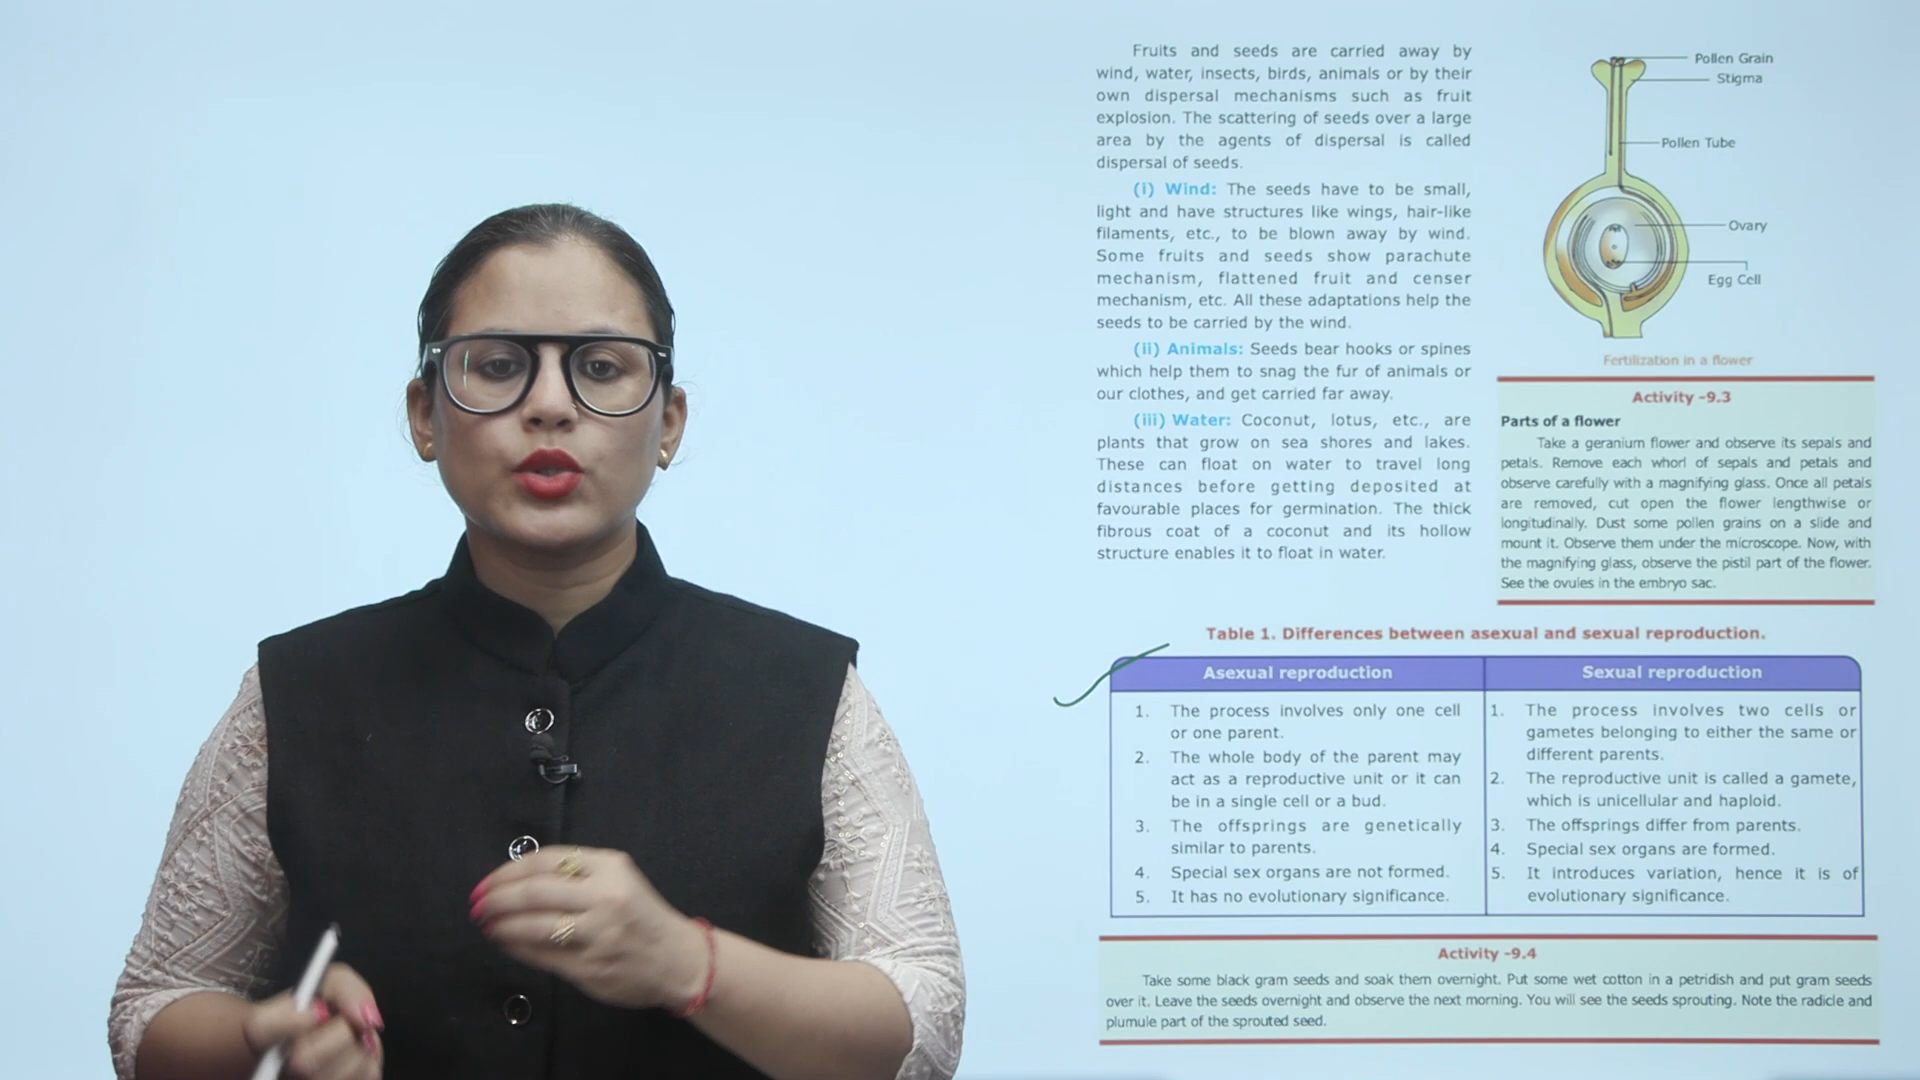 Fruits and seeds are carried away by
wind, water, insects, birds, animals or by their
own dispersal mechanisms such as fruit
explosion. The scattering of seeds over a large
area by the agents of dispersal is called
dispersal of seeds.
(i) Wind: The seeds have to be small,
light and have structures like wings, hair-like
filaments, etc., to be blown away by wind.
Some fruits and seeds show parachute
mechanism, flattened fruit and censer
mechanism, etc. All these adaptations help the
seeds to be carried by the wind.
(ii) Animals: Seeds bear hooks or spines
which help them to snag the fur of animals or
our clothes, and get carried far away.
(iii) Water: Coconut, lotus, etc., are
plants that grow on sea shores and lakes.
These can float on water to travel long
distances before getting deposited at
favourable places for germination. The thick
fibrous coat of a coconut and its hollow
structure enables it to float in water.
Pollen Grain
Stigma
Pollen Tube
Ovary
Egg Cell
Fertilization in a flower
Activity -9.3
Parts of a flower
Take a geranium flower and observe its sepals and
petals. Remove each whorl of sepals and petals and
observe carefully with a magnifying glass. Once all petals
are removed, cut open the flower lengthwise or
longitudinally. Dust some pollen grains on a slide and
mount it. Observe them under the microscope. Now, with
the magnifying glass, observe the pistil part of the flower.
See the ovules in the embryo sac.
Table 1. Differences between asexual and sexual reproduction.
Asexual reproduction
1. The process involves only one cell
or one parent.
2. The whole body of the parent may
act as a reproductive unit or it can
be in a single cell or a bud.
3. The offsprings are genetically
similar to parents.
4. Special sex organs are not formed.
5. It has no evolutionary significance.
Sexual reproduction
1. The process involves two cells or
gametes belonging to either the same or
different parents.
2. The reproductive unit is called a gamete,
which is unicellular and haploid.
3. The offsprings differ from parents.
4. Special sex organs are formed.
5. It introduces variation, hence it is of
evolutionary significance.
Activity -9.4
Take some black gram seeds and soak them overnight. Put some wet cotton in a petridish and put gram seeds
over it. Leave the seeds overnight and observe the next morning. You will see the seeds sprouting. Note the radicle and
plumule part of the sprouted seed.